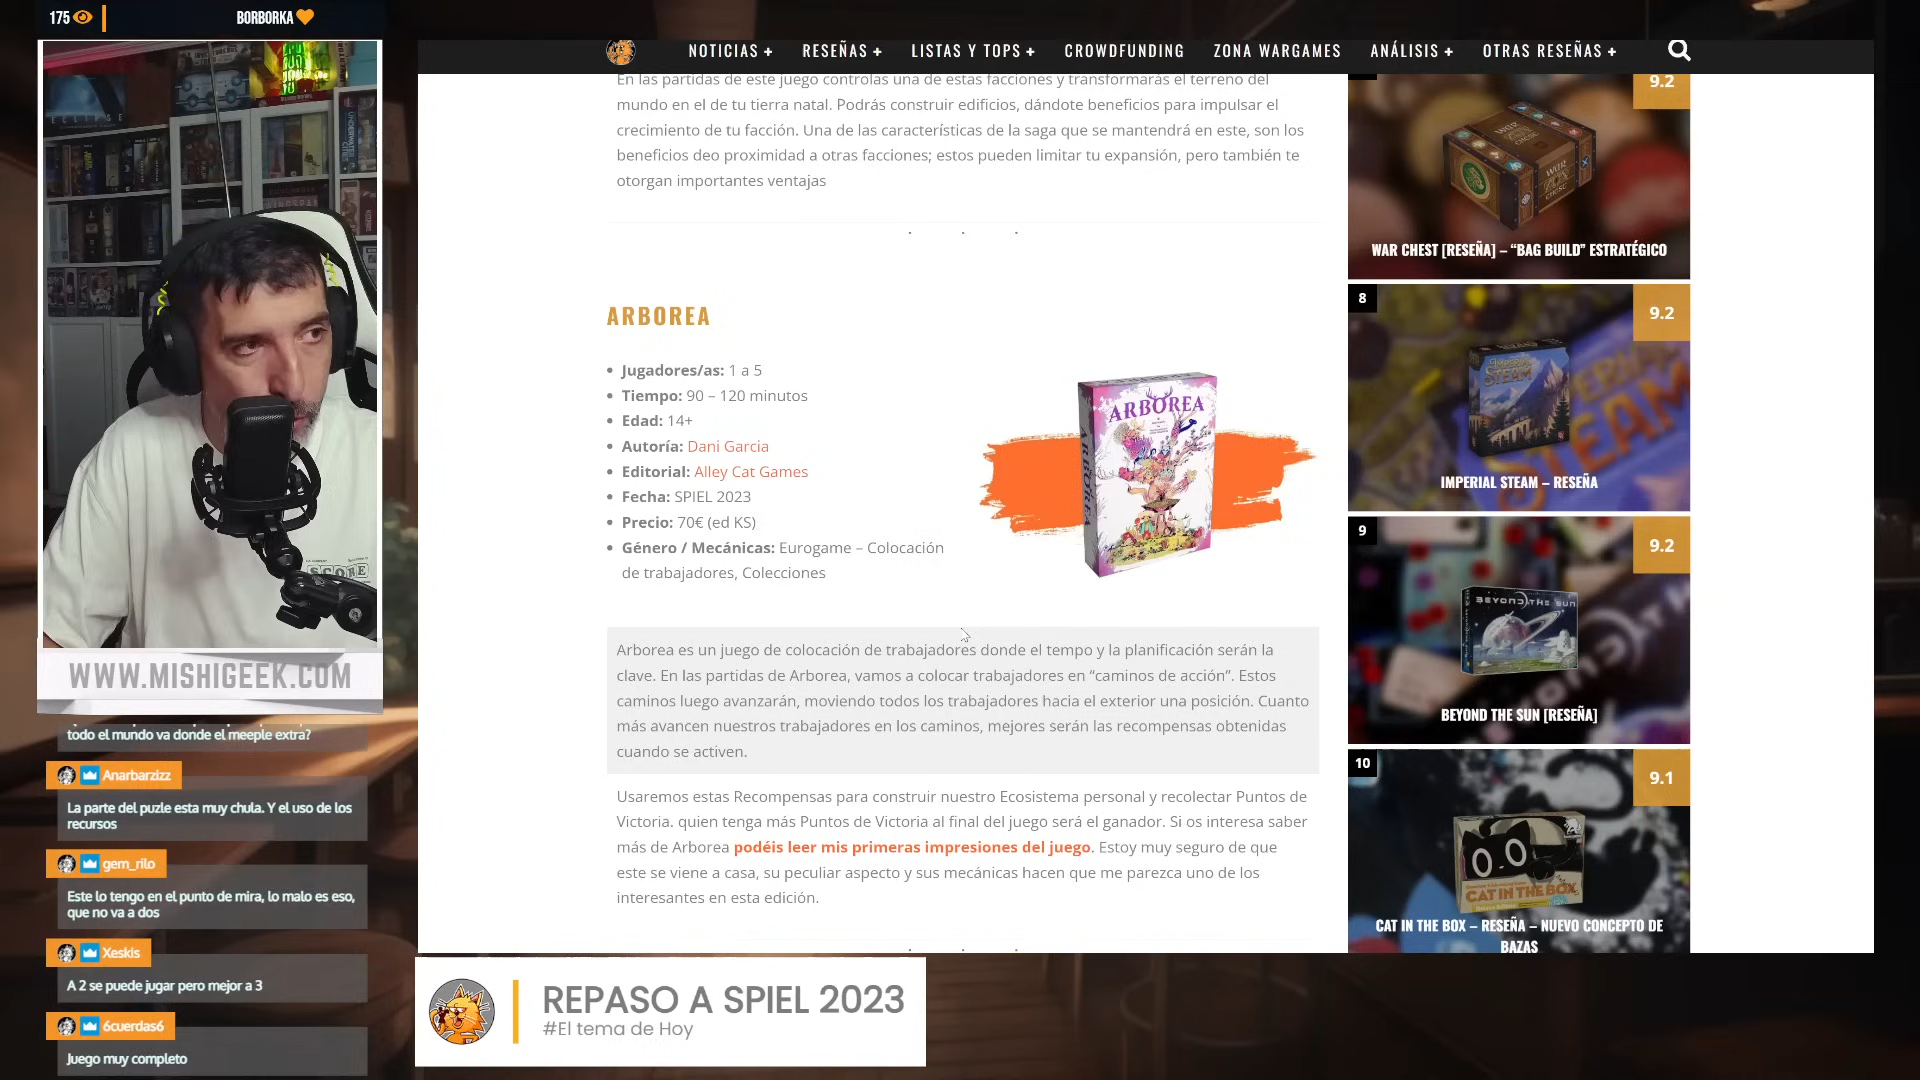 175
BORBORKA
NOTICIAS +
RESEÑAS +
LISTAS Y TOPS +
CROWDFUNDING
ZONA WARGAMES
ANÁLISIS +
OTRAS RESEÑAS +
En las partidas de este juego controlas una de estas facciones y transformarás el terreno del
mundo en el de tu tierra natal. Podrás construir edificios, dándote beneficios para impulsar el
crecimiento de tu facción. Una de las características de la saga que se mantendrá en este, son los
beneficios deo proximidad a otras facciones; estos pueden limitar tu expansión, pero también te
otorgan importantes ventajas
ARBOREA
• Jugadores/as: 1 a 5
• Tiempo: 90 – 120 minutos
• Edad: 14+
• Autoría: Dani Garcia
• Editorial: Alley Cat Games
• Fecha: SPIEL 2023
• Precio: 70€ (ed KS)
• Género / Mecánicas: Eurogame – Colocación
de trabajadores, Colecciones
ARBOREA
Arborea es un juego de colocación de trabajadores donde el tempo y la planificación serán la
clave. En las partidas de Arborea, vamos a colocar trabajadores en “caminos de acción”. Estos
caminos luego avanzarán, moviendo todos los trabajadores hacia el exterior una posición. Cuanto
más avancen nuestros trabajadores en los caminos, mejores serán las recompensas obtenidas
cuando se activen.
Usaremos estas Recompensas para construir nuestro Ecosistema personal y recolectar Puntos de
Victoria. quien tenga más Puntos de Victoria al final del juego será el ganador. Si os interesa saber
más de Arborea podéis leer mis primeras impresiones del juego. Estoy muy seguro de que
este se viene a casa, su peculiar aspecto y sus mecánicas hacen que me parezca uno de los
interesantes en esta edición.
9.2
WAR CHEST
WAR CHEST [RESEÑA] – “BAG BUILD” ESTRATÉGICO
8
9.2
IMPERIAL STEAM
IMPERIAL STEAM – RESEÑA
9
9.2
BEYOND THE SUN
BEYOND THE SUN [RESEÑA]
10
9.1
CAT IN THE BOX
CAT IN THE BOX – RESEÑA – NUEVO CONCEPTO DE
BAZAS
WWW.MISHIGEEK.COM
todo el mundo va donde el meeple extra?
Anarbarzizz
La parte del puzle esta muy chula. Y el uso de los
recursos
gem_rilo
Este lo tengo en el punto de mira, lo malo es eso,
que no va a dos
Xeskis
A 2 se puede jugar pero mejor a 3
6cuerdas6
Juego muy completo
REPASO A SPIEL 2023
#El tema de Hoy